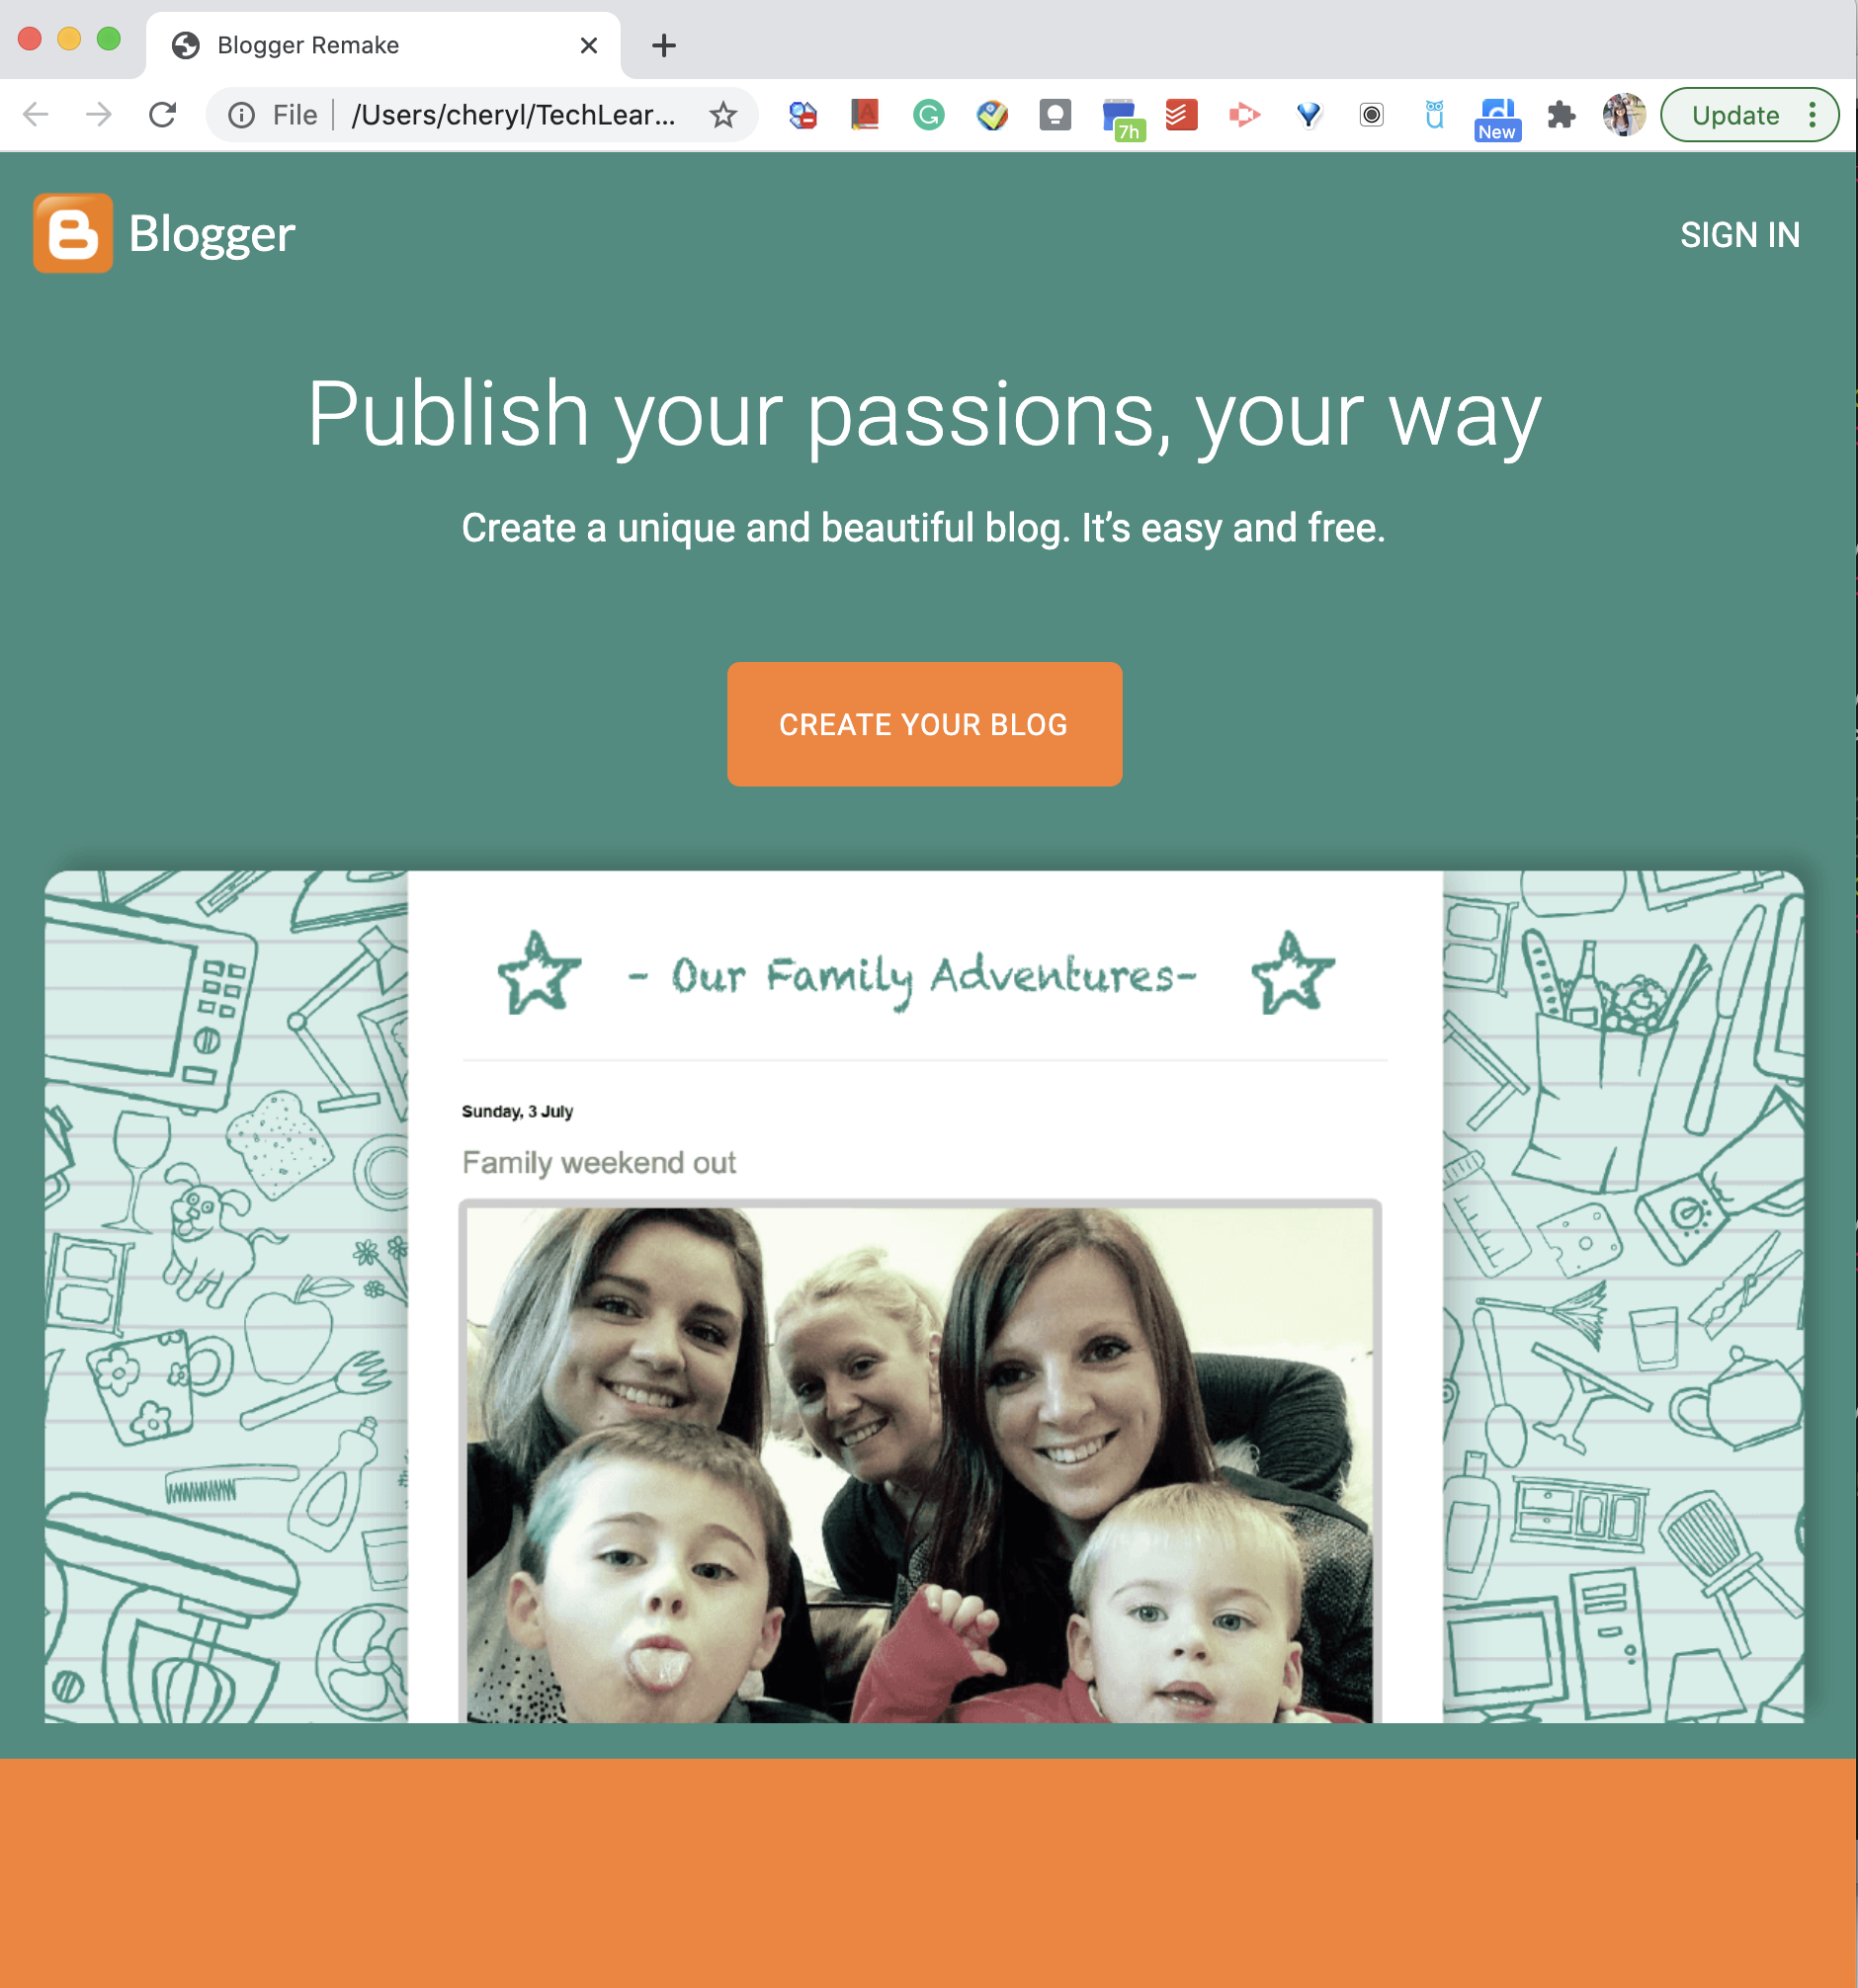 Blogger Remake
File
/Users/cheryl/TechLear...
7h
New
Update
Blogger
SIGN IN
Publish your passions, your way
Create a unique and beautiful blog. It's easy and free.
CREATE YOUR BLOG
- Our Family Adventures-
Sunday, 3 July
Family weekend out